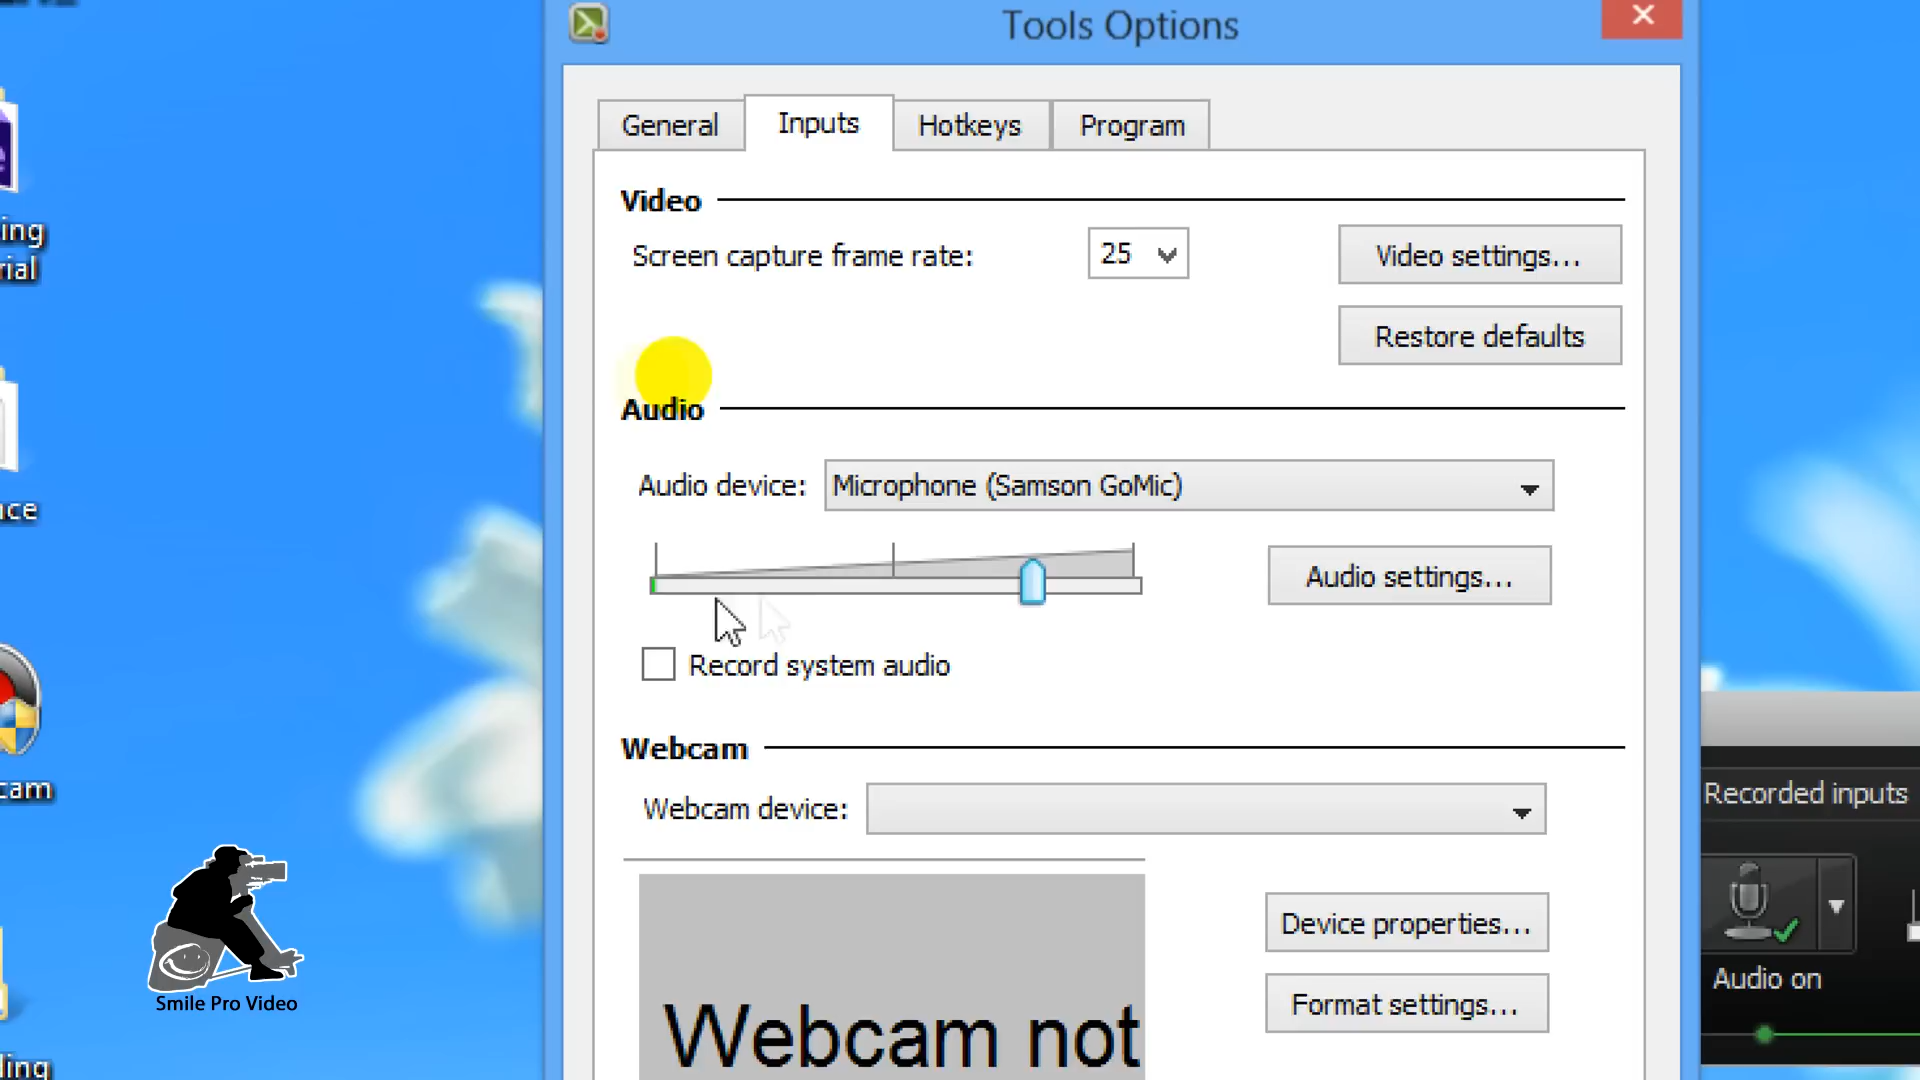 Tools Options
General
Inputs
Hotkeys
Program
Video
Screen capture frame rate:
25
Video settings...
Restore defaults
Audio
Audio device:
Microphone (Samson GoMic)
Audio settings...
Record system audio
Webcam
Webcam device:
Webcam not
Device properties...
Format settings...
ing
rial
nce
cam
ding
Smile Pro Video
Recorded inputs
Audio on